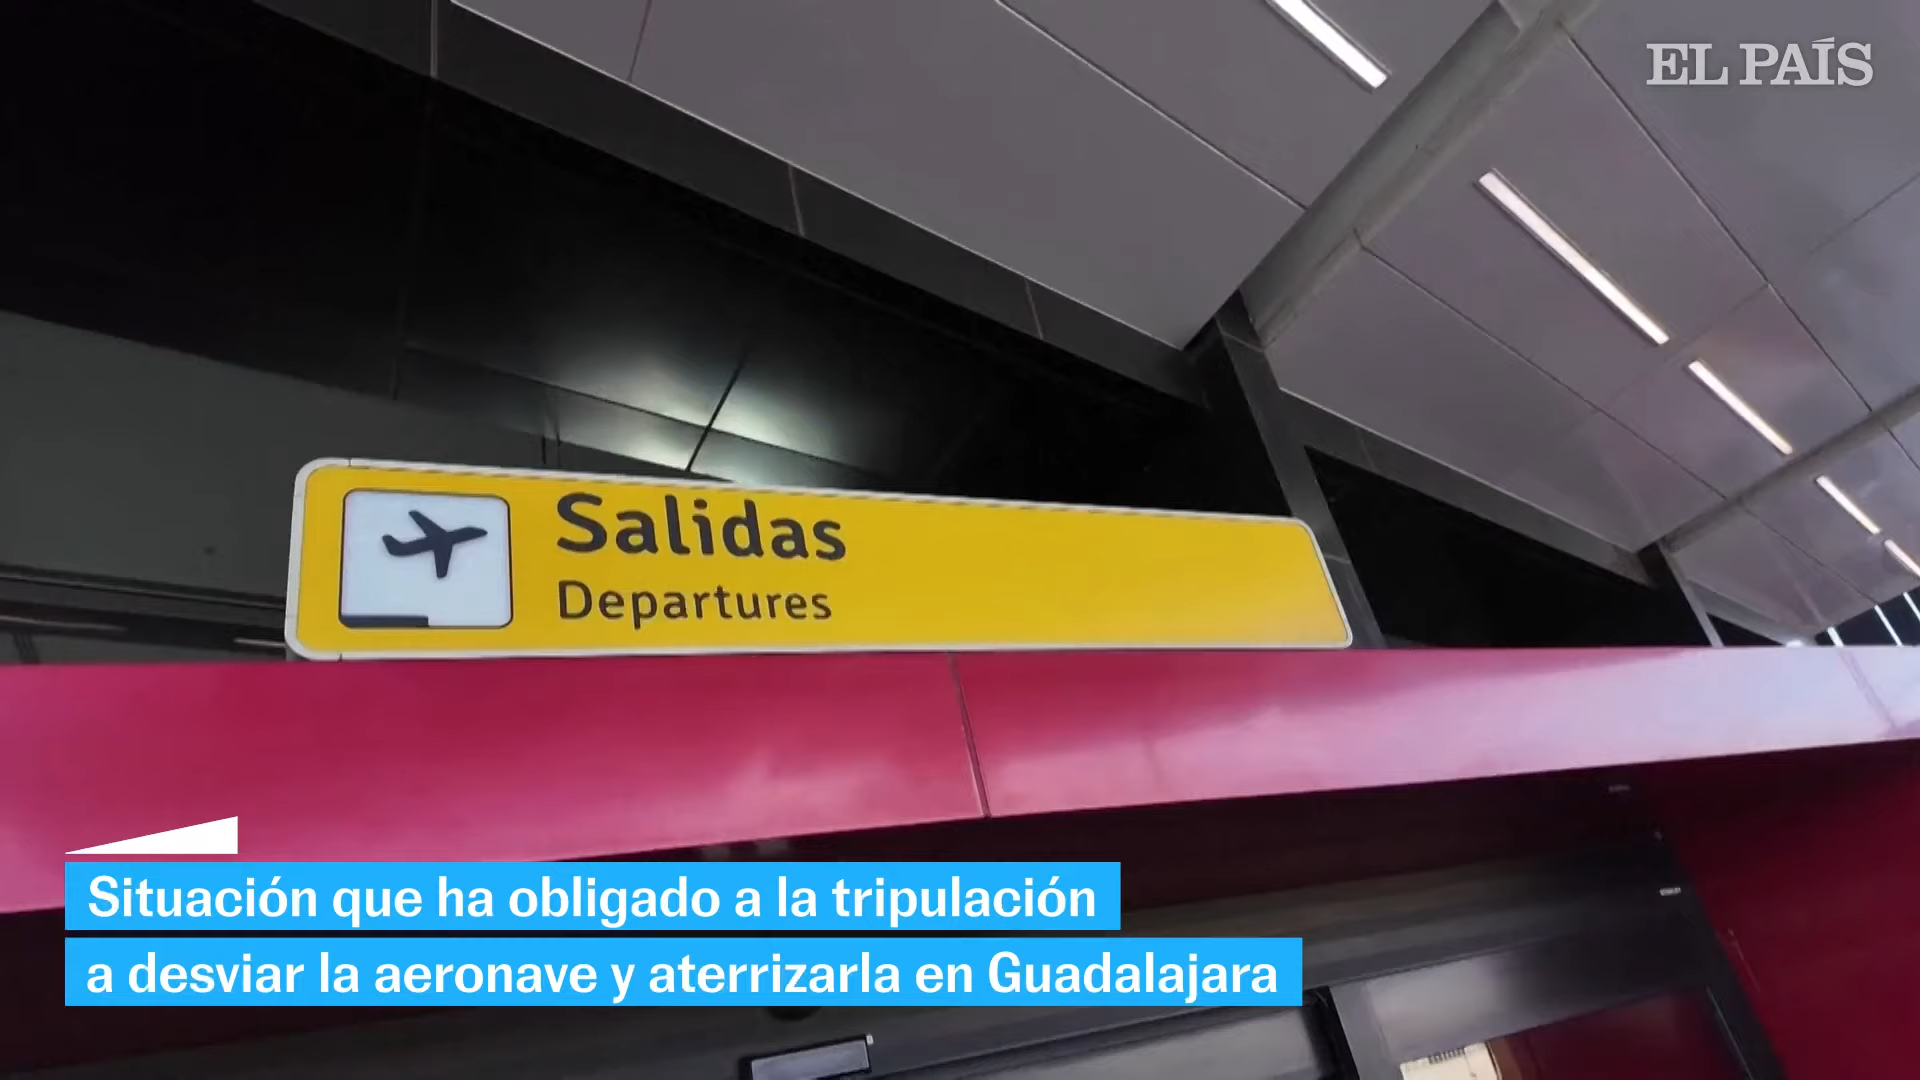 EL PAÍS
Salidas
Departures
Situación que ha obligado a la tripulación
a desviar la aeronave y aterrizarla en Guadalajara